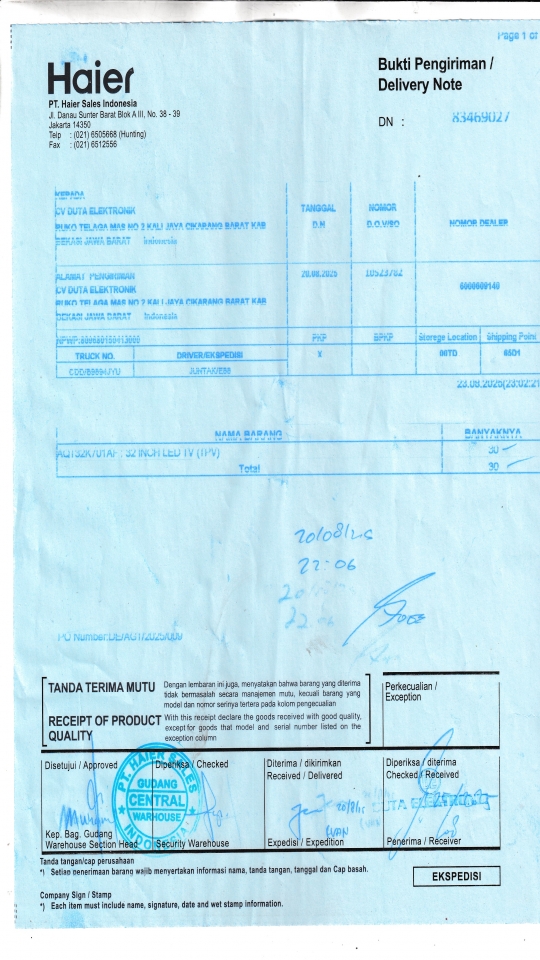 Page 1 of
Haier
PT. Haier Sales Indonesia
Jl. Danau Sunter Barat Blok A III, No. 38 - 39
Jakarta 14350
Telp : (021) 6505668 (Hunting)
Fax : (021) 6512556
Bukti Pengiriman /
Delivery Note
DN : 83469027
KEPADA
CV DUTA ELEKTRONIK
RUKO TELAGA MAS NO 2 KALI JAYA CIKARANG BARAT KAB
BEKASI JAWA BARAT Indonesia
TANGGAL
D.N
NOMOR
D.O.V/SO
NOMOR DEALER
ALAMAT PENGIRIMAN
CV DUTA ELEKTRONIK
RUKO TELAGA MAS NO 2 KALI JAYA CIKARANG BARAT KAB
BEKASI JAWA BARAT Indonesia
20.08.2025
10523782
PKP
BPKP
Storage Location
Shipping Point
TRUCK NO.
DRIVER/EKSPEDISI
X
00TD
65D1
JUNTAK/E58
NAMA BARANG
BANYAKNYA
: 32 INCH LED TV (TPV)
30
Total
30
20/08/25
22:06
PO Number:
TANDA TERIMA MUTU
Dengan lembaran ini juga, menyatakan bahwa barang yang diterima
tidak bermasalah secara manajemen mutu, kecuali barang yang
model dan nomor serinya tertera pada kolom pengecualian
RECEIPT OF PRODUCT
QUALITY
With this receipt declare the goods received with good quality,
except for goods that model and serial number listed on the
exception column
Perkecualian /
Exception
Disetujui / Approved
Diperiksa / Checked
Diterima / dikirimkan
Received / Delivered
Diperiksa / diterima
Checked / Received
PT. HAIER SALES
GUDANG
CENTRAL
WARHOUSE
INDONESIA
Kep. Bag. Gudang
Warehouse Section Head
Security Warehouse
Expedisi / Expedition
Penerima / Receiver
Tanda tangan/cap perusahaan
*) Setiap penerimaan barang wajib menyertakan informasi nama, tanda tangan, tanggal dan Cap basah.
EKSPEDISI
Company Sign / Stamp
*) Each item must include name, signature, date and wet stamp information.